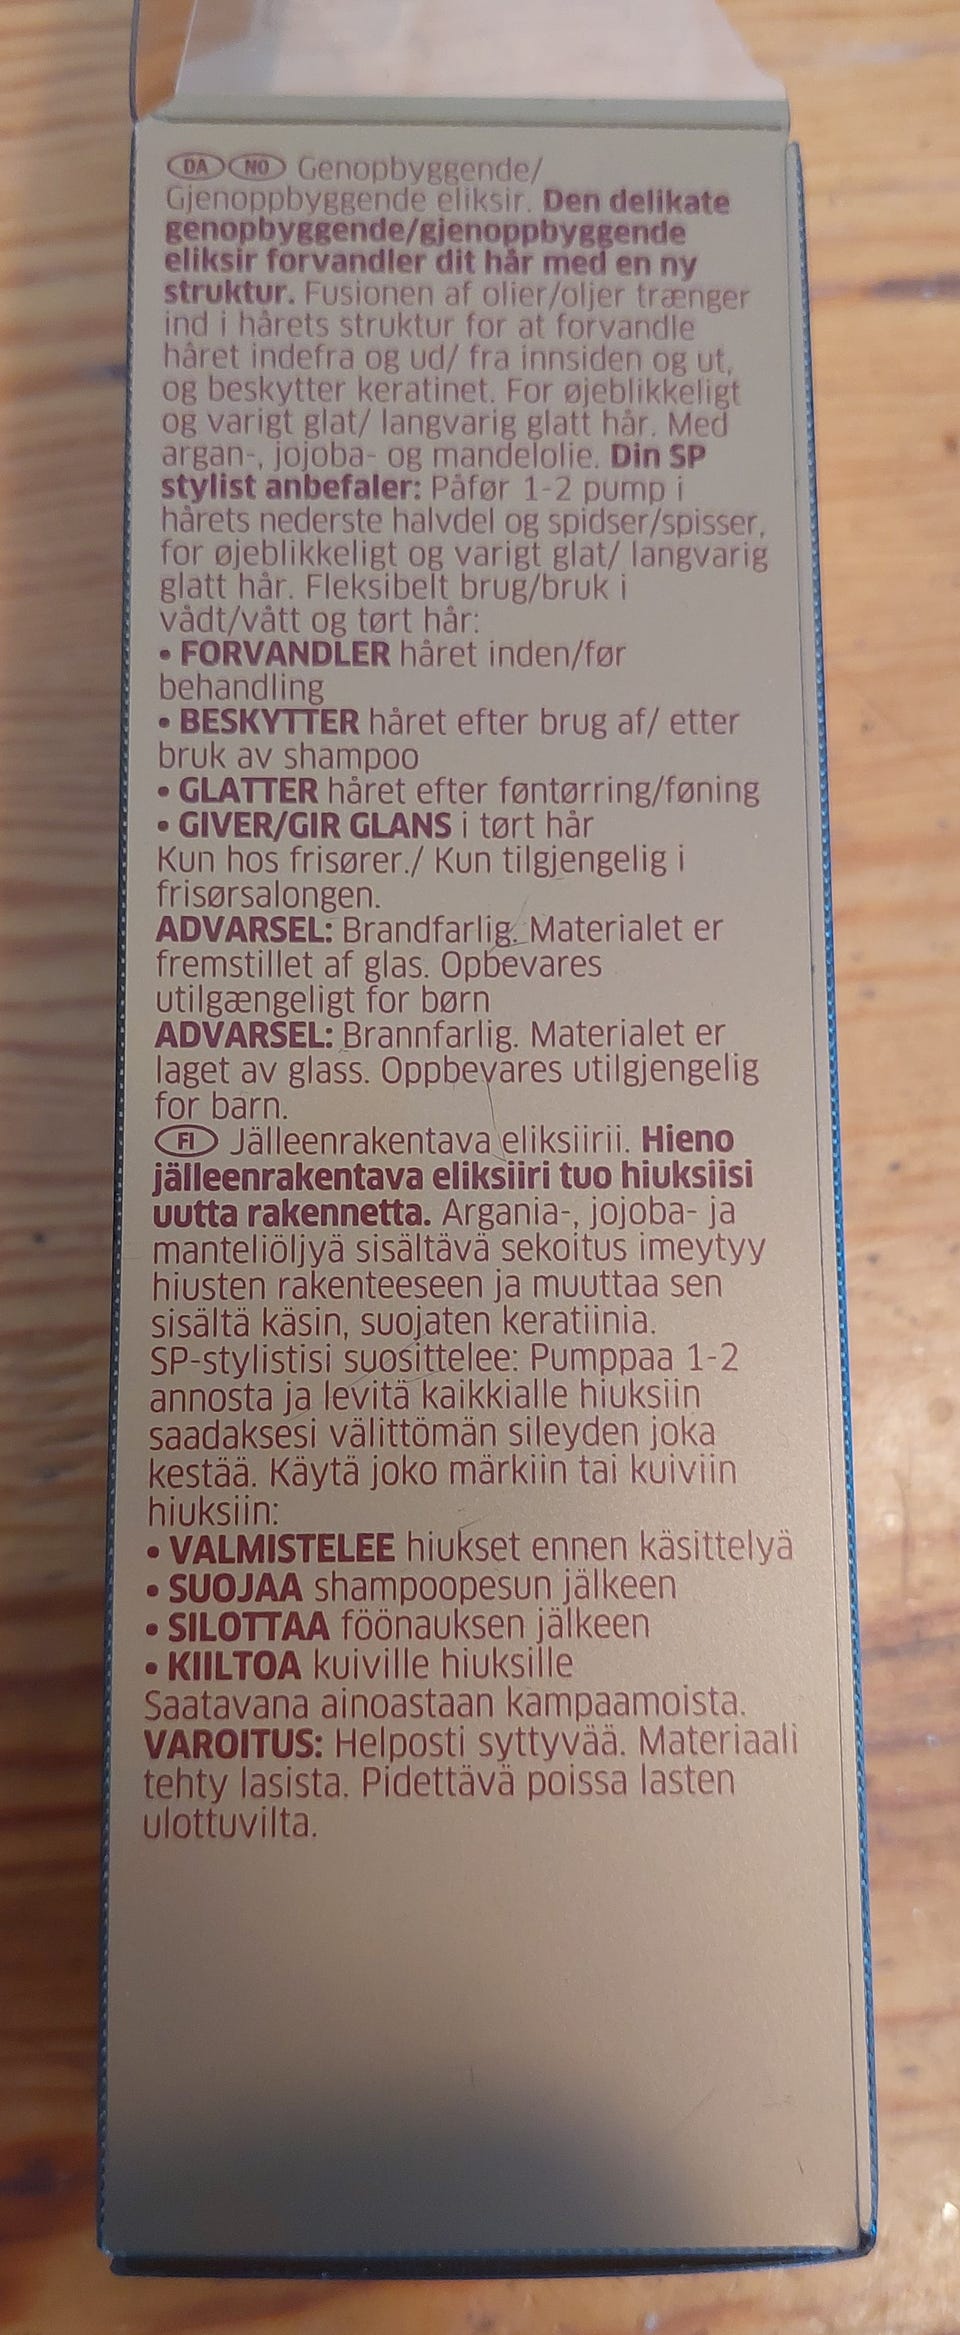 DA NO Genopbyggende/
Gjenoppbyggende eliksir. Den delikate
genopbyggende/gjenoppbyggende
eliksir forvandler dit hår med en ny
struktur. Fusionen af olier/oljer trænger
ind i hårets struktur for at forvandle
håret indefra og ud/ fra innsiden og ut,
og beskytter keratinet. For øjeblikkeligt
og varigt glat/ langvarig glatt hår. Med
argan-, jojoba- og mandelolie. Din SP
stylist anbefaler: Påfør 1-2 pump i
hårets nederste halvdel og spidser/spisser,
for øjeblikkeligt og varigt glat/ langvarig
glatt hår. Fleksibelt brug/bruk i
vådt/vått og tørt hår:
• FORVANDLER håret inden/før
behandling
• BESKYTTER håret efter brug af/ etter
bruk av shampoo
• GLATTER håret efter føntørring/føning
• GIVER/GIR GLANS i tørt hår
Kun hos frisører./ Kun tilgjengelig i
frisørsalongen.
ADVARSEL: Brandfarlig. Materialet er
fremstillet af glas. Opbevares
utilgængeligt for børn
ADVARSEL: Brannfarlig. Materialet er
laget av glass. Oppbevares utilgjengelig
for barn.
FI Jälleenrakentava eliksiirii. Hieno
jälleenrakentava eliksiiri tuo hiuksiisi
uutta rakennetta. Argania-, jojoba- ja
manteliöljyä sisältävä sekoitus imeytyy
hiusten rakenteeseen ja muuttaa sen
sisältä käsin, suojaten keratiinia.
SP-stylistisi suosittelee: Pumppaa 1-2
annosta ja levitä kaikkialle hiuksiin
saadaksesi välittömän sileyden joka
kestää. Käytä joko märkiin tai kuiviin
hiuksiin:
• VALMISTELEE hiukset ennen käsittelyä
• SUOJAA shampoopesun jälkeen
• SILOTTAA föönauksen jälkeen
• KIILTOA kuiville hiuksille
Saatavana ainoastaan kampaamoista.
VAROITUS: Helposti syttyvää. Materiaali
tehty lasista. Pidettävä poissa lasten
ulottuvilta.